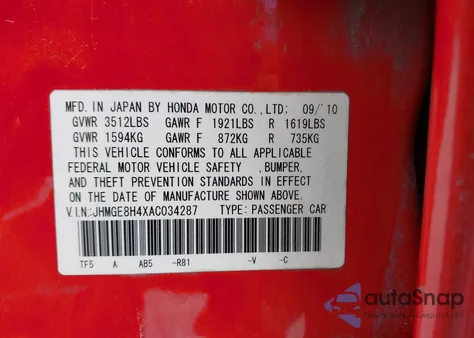 MFD. IN JAPAN BY HONDA MOTOR CO., LTD: 09/'10
GVWR 3512LBS GAWR F 1921LBS R 1619LBS
GVWR 1594KG GAWR F 872KG R 735KG
THIS VEHICLE CONFORMS TO ALL APPLICABLE
FEDERAL MOTOR VEHICLE SAFETY , BUMPER,
AND THEFT PREVENTION STANDARDS IN EFFECT
ON THE DATE OF MANUFACTURE SHOWN ABOVE.
V.I.N.:JHMGE8H4XAC034287 TYPE: PASSENGER CAR
TF5 A AB5 -R81 -V -C
autaSnap